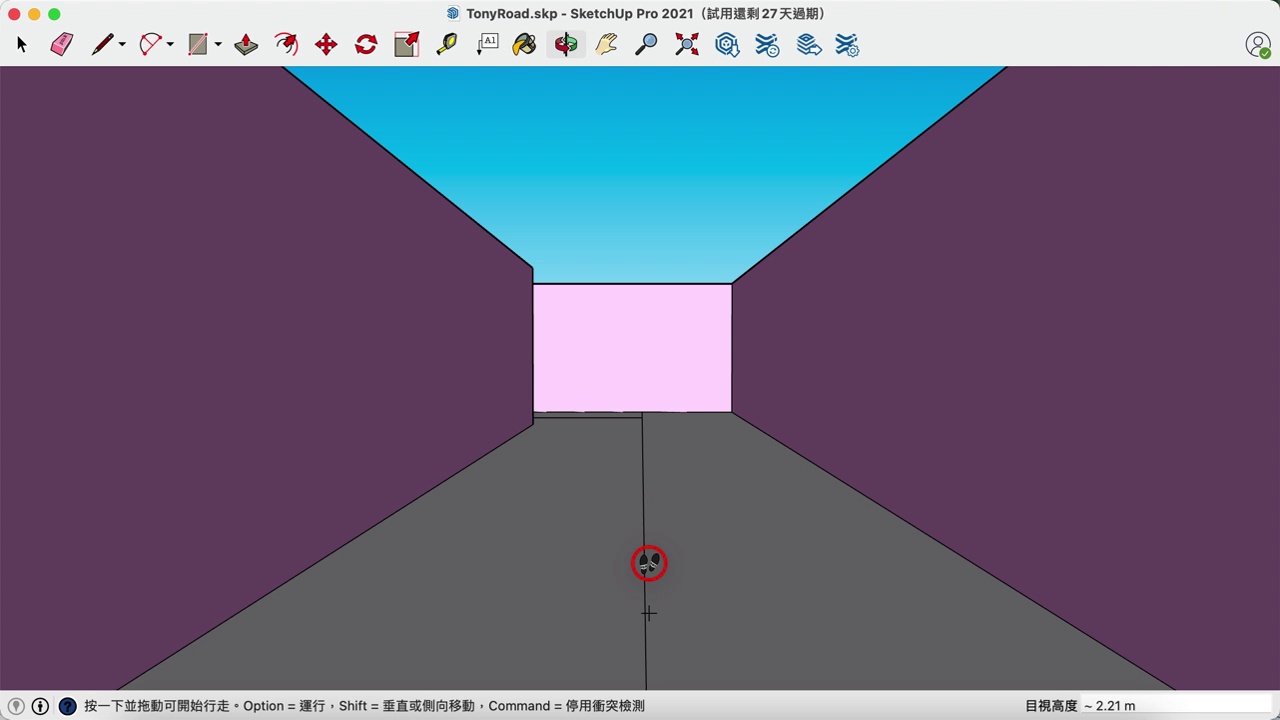 TonyRoad.skp - SketchUp Pro 2021（試用還剩 27 天過期）
A1
按一下並拖動可開始行走。Option = 運行，Shift = 垂直或側向移動，Command = 停用衝突檢測
目視高度 ~ 2.21 m